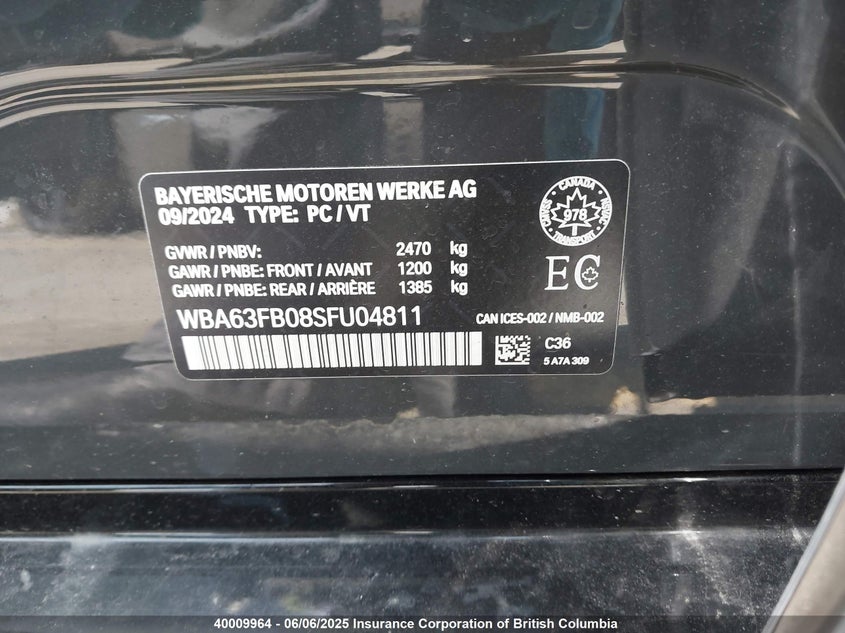 BAYERISCHE MOTOREN WERKE AG
09/2024 TYPE: PC / VT
GVWR / PNBV: 2470 kg
GAWR / PNBE: FRONT / AVANT 1200 kg
GAWR / PNBE: REAR / ARRIÈRE 1385 kg
WBA63FB08SFU04811
CANADA
978
TRANSPORT
EC
CAN ICES-002 / NMB-002
C36
5 A7A 309
40009964 - 06/06/2025 Insurance Corporation of British Columbia